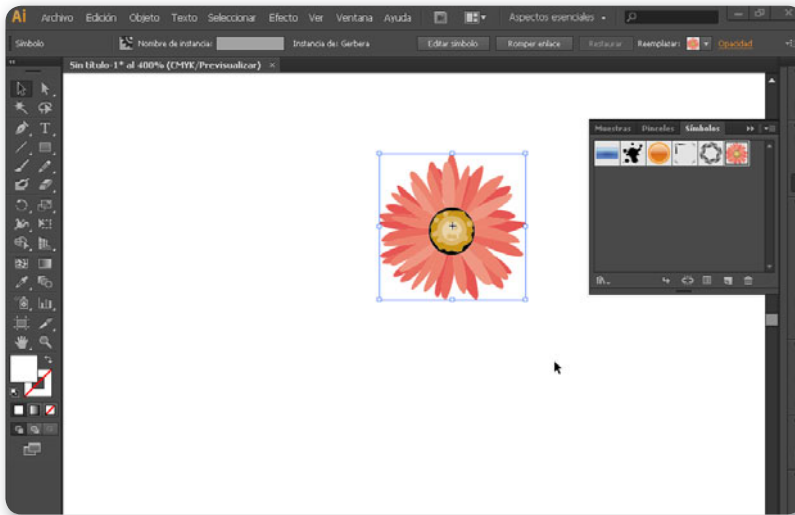 Ai Archivo Edición Objeto Texto Seleccionar Efecto Ver Ventana Ayuda Aspectos esenciales
Símbolo Nombre de instancia: Instancia de: Gerbera Editar símbolo Romper enlace Restaurar Reemplazar: Opacidad
Sin título-1* al 400% (CMYK/Previsualizar) ×
Muestras Pinceles Símbolos